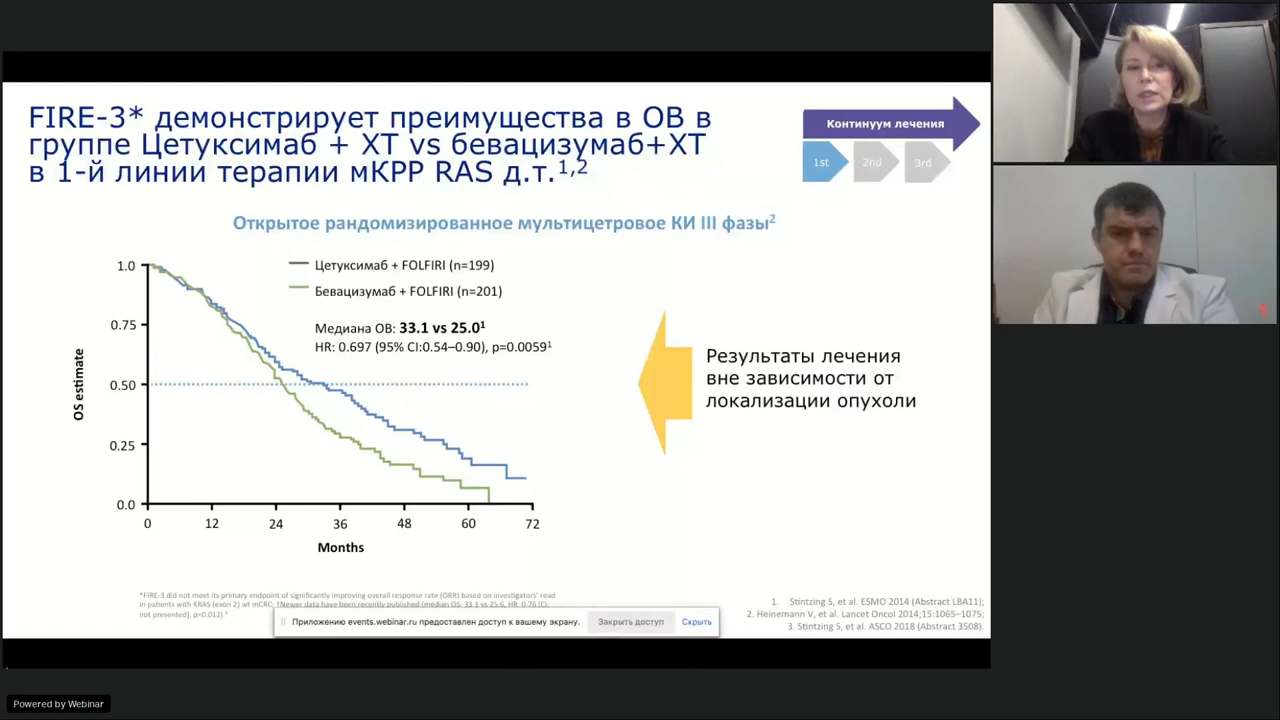 FIRE-3* демонстрирует преимущества в ОВ в
группе Цетуксимаб + ХТ vs бевацизумаб+ХТ
в 1-й линии терапии мКРР RAS д.т.¹,²
Континуум лечения
1st
2nd
3rd
Открытое рандомизированное мультицетровое КИ III фазы²
Цетуксимаб + FOLFIRI (n=199)
Бевацизумаб + FOLFIRI (n=201)
Медиана ОВ: 33.1 vs 25.0¹
HR: 0.697 (95% CI:0.54–0.90), p=0.0059¹
1.0
0.75
0.50
0.25
0.0
OS estimate
0 12 24 36 48 60 72
Months
Результаты лечения
вне зависимости от
локализации опухоли
*FIRE-3 did not meet its primary endpoint of significantly improving overall response rate (ORR) based on investigators' read
in patients with KRAS (exon 2) wt mCRC; †Newer data have been recently published (median OS: 33.1 vs 25.6, HR: 0.76 [CI:
not presented], p=0.012).³
1. Stintzing S, et al. ESMO 2014 (Abstract LBA11);
2. Heinemann V, et al. Lancet Oncol 2014;15:1065–1075;
3. Stintzing S, et al. ASCO 2018 (Abstract 3508).
Приложению events.webinar.ru предоставлен доступ к вашему экрану.
Закрыть доступ
Скрыть
Powered by Webinar